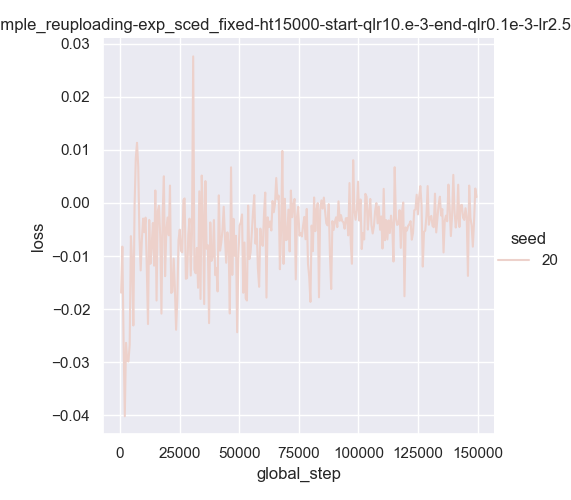 mple_reuploading-exp_sced_fixed-ht15000-start-qlr10.e-3-end-qlr0.1e-3-lr2.5
0.03
0.02
0.01
0.00
−0.01
−0.02
−0.03
−0.04
loss
0 25000 50000 75000 100000 125000 150000
global_step
seed
20